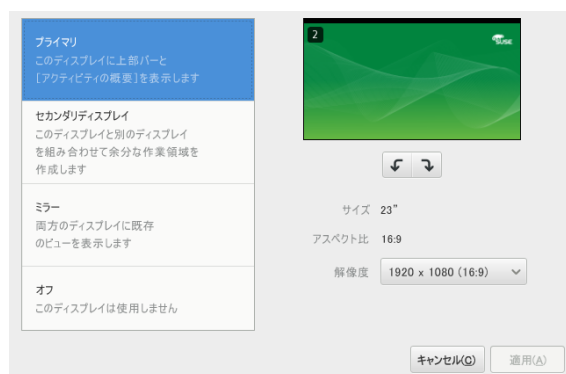 プライマリ
このディスプレイに上部バーと
[アクティビティの概要]を表示します
セカンダリディスプレイ
このディスプレイと別のディスプレイ
を組み合わせて余分な作業領域を
作成します
ミラー
両方のディスプレイに既存
のビューを表示します
オフ
このディスプレイは使用しません
2
SUSE
サイズ 23"
アスペクト比 16:9
解像度 1920 x 1080 (16:9)
キャンセル(C) 適用(A)